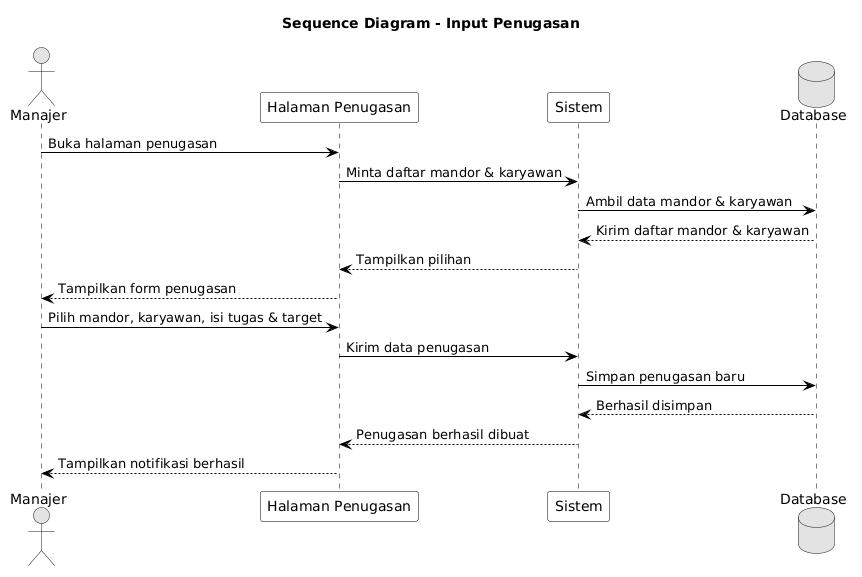 Sequence Diagram - Input Penugasan
Manajer
Halaman Penugasan
Sistem
Database
Buka halaman penugasan
Minta daftar mandor & karyawan
Ambil data mandor & karyawan
Kirim daftar mandor & karyawan
Tampilkan pilihan
Tampilkan form penugasan
Pilih mandor, karyawan, isi tugas & target
Kirim data penugasan
Simpan penugasan baru
Berhasil disimpan
Penugasan berhasil dibuat
Tampilkan notifikasi berhasil
Manajer
Halaman Penugasan
Sistem
Database